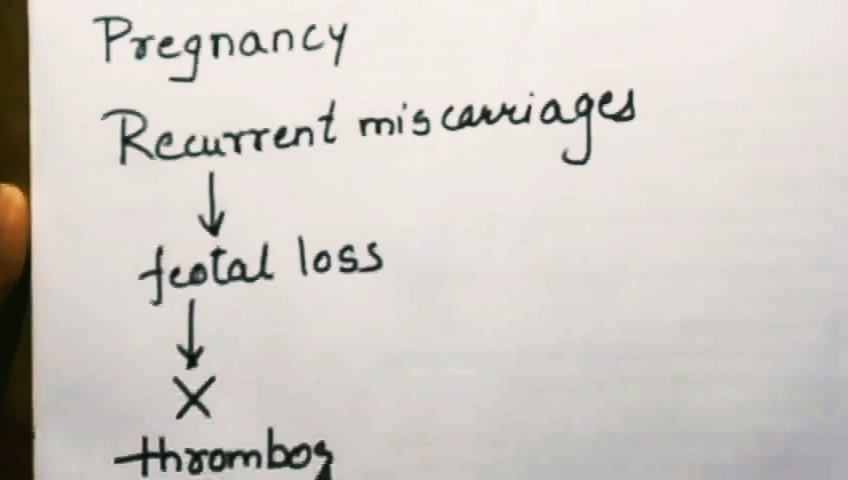 Pregnancy
Recurrent miscarriages
↓
feotal loss
↓
X
thrombos